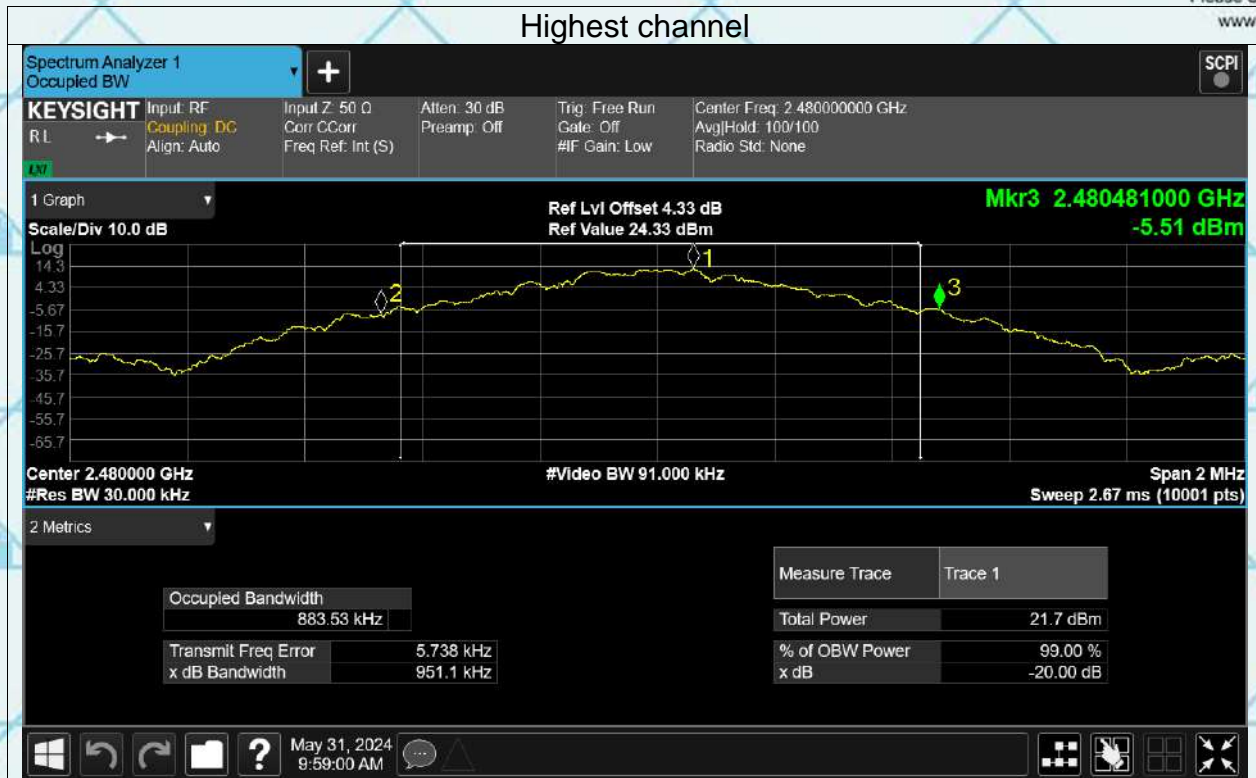 www
Highest channel
Spectrum Analyzer 1
Occupied BW
+
SCPI
KEYSIGHT
R L
LXI
Input: RF
Coupling: DC
Align: Auto
Input Z: 50 Ω
Corr CCorr
Freq Ref: Int (S)
Atten: 30 dB
Preamp: Off
Trig: Free Run
Gate: Off
#IF Gain: Low
Center Freq: 2.480000000 GHz
Avg|Hold: 100/100
Radio Std: None
1 Graph
Scale/Div 10.0 dB
Ref Lvl Offset 4.33 dB
Ref Value 24.33 dBm
Mkr3 2.480481000 GHz
-5.51 dBm
Log
14.3
4.33
-5.67
-15.7
-25.7
-35.7
-45.7
-55.7
-65.7
1
2
3
Center 2.480000 GHz
#Res BW 30.000 kHz
#Video BW 91.000 kHz
Span 2 MHz
Sweep 2.67 ms (10001 pts)
2 Metrics
Occupied Bandwidth
883.53 kHz
Transmit Freq Error 5.738 kHz
x dB Bandwidth 951.1 kHz
Measure Trace Trace 1
Total Power 21.7 dBm
% of OBW Power 99.00 %
x dB -20.00 dB
?
May 31, 2024
9:59:00 AM